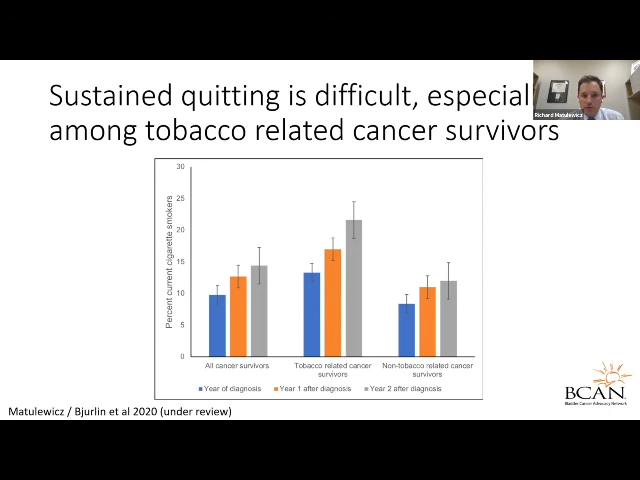 Sustained quitting is difficult, especial
among tobacco related cancer survivors
Richard Matulewicz
30
25
20
15
10
5
0
Percent current cigarette smokers
All cancer survivors
Tobacco related cancer
survivors
Non-tobacco related cancer
survivors
Year of diagnosis
Year 1 after diagnosis
Year 2 after diagnosis
BCAN
Bladder Cancer Advocacy Network
Matulewicz / Bjurlin et al 2020 (under review)